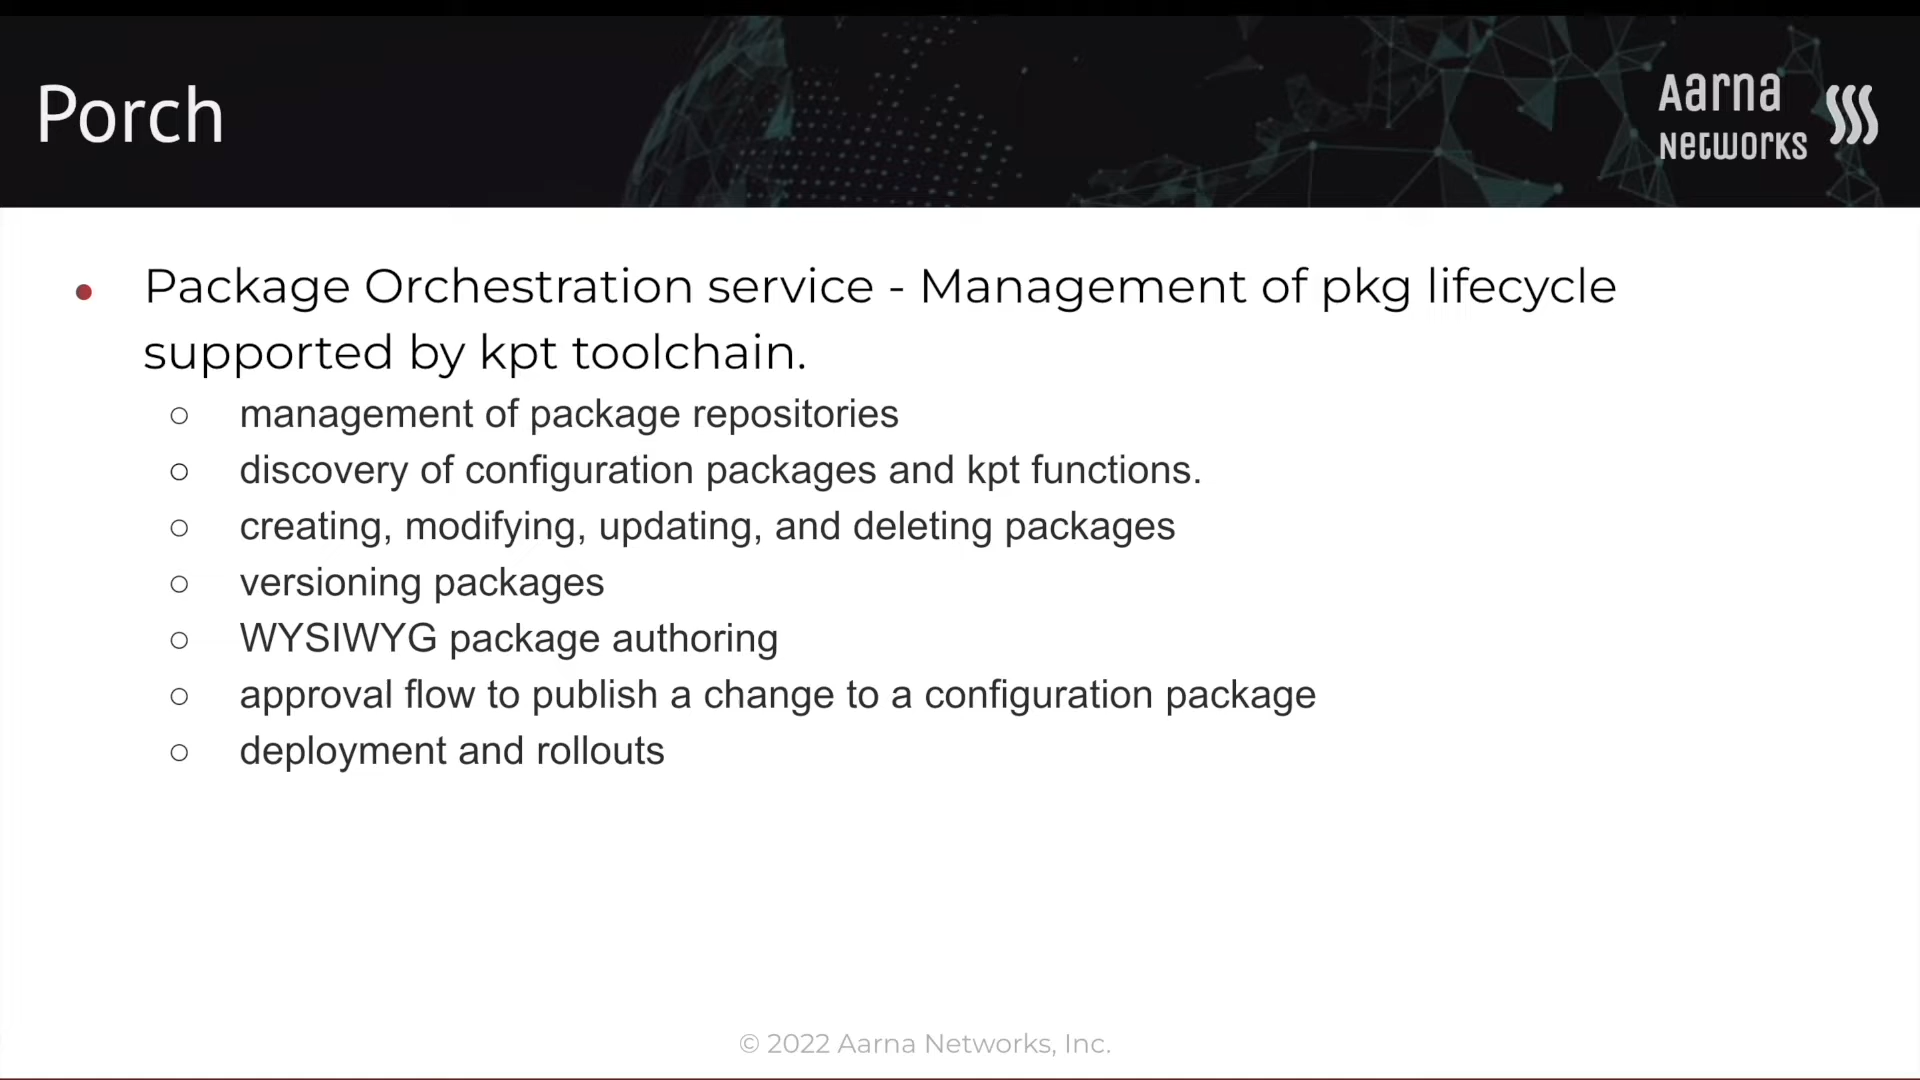 Porch
Aarna
Networks
• Package Orchestration service - Management of pkg lifecycle
supported by kpt toolchain.
○ management of package repositories
○ discovery of configuration packages and kpt functions.
○ creating, modifying, updating, and deleting packages
○ versioning packages
○ WYSIWYG package authoring
○ approval flow to publish a change to a configuration package
○ deployment and rollouts
© 2022 Aarna Networks, Inc.